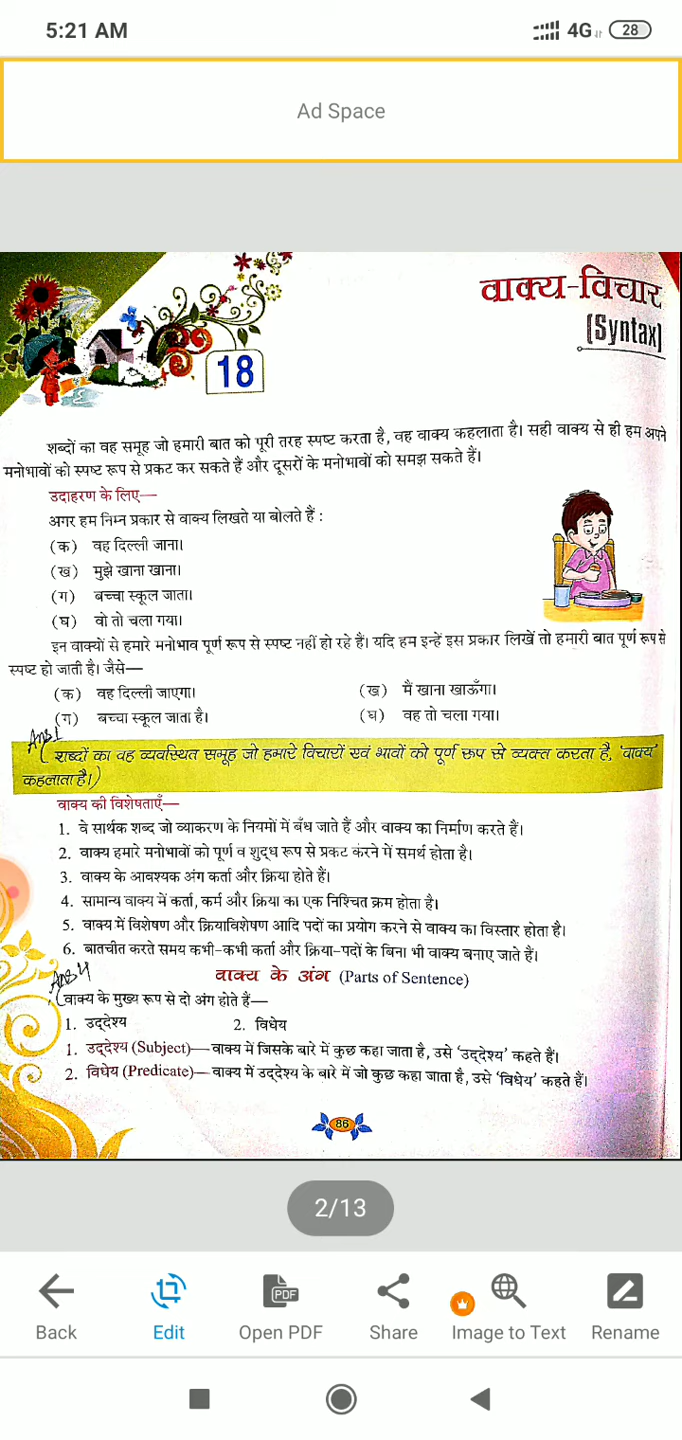 5:21 AM
4G
28
Ad Space
वाक्य-विचार
(Syntax)
18
शब्दों का वह समूह जो हमारी बात को पूरी तरह स्पष्ट करता है, वह वाक्य कहलाता है। सही वाक्य से ही हम अपने
मनोभावों को स्पष्ट रूप से प्रकट कर सकते हैं और दूसरों के मनोभावों को समझ सकते हैं।
उदाहरण के लिए—
अगर हम निम्न प्रकार से वाक्य लिखते या बोलते हैं :
(क) वह दिल्ली जाना।
(ख) मुझे खाना खाना।
(ग) बच्चा स्कूल जाता।
(घ) वो तो चला गया।
इन वाक्यों से हमारे मनोभाव पूर्ण रूप से स्पष्ट नहीं हो रहे हैं। यदि हम इन्हें इस प्रकार लिखें तो हमारी बात पूर्ण रूप से
स्पष्ट हो जाती है। जैसे—
(क) वह दिल्ली जाएगा। (ख) मैं खाना खाऊँगा।
(ग) बच्चा स्कूल जाता है। (घ) वह तो चला गया।
Ans 1
(शब्दों का वह व्यवस्थित समूह जो हमारे विचारों एवं भावों को पूर्ण रूप से व्यक्त करता है, ‘वाक्य’
कहलाता है।)
वाक्य की विशेषताएँ—
1. वे सार्थक शब्द जो व्याकरण के नियमों में बँध जाते हैं और वाक्य का निर्माण करते हैं।
2. वाक्य हमारे मनोभावों को पूर्ण व शुद्ध रूप से प्रकट करने में समर्थ होता है।
3. वाक्य के आवश्यक अंग कर्ता और क्रिया होते हैं।
4. सामान्य वाक्य में कर्ता, कर्म और क्रिया का एक निश्चित क्रम होता है।
5. वाक्य में विशेषण और क्रियाविशेषण आदि पदों का प्रयोग करने से वाक्य का विस्तार होता है।
6. बातचीत करते समय कभी-कभी कर्ता और क्रिया-पदों के बिना भी वाक्य बनाए जाते हैं।
Ans 4
वाक्य के अंग (Parts of Sentence)
(वाक्य के मुख्य रूप से दो अंग होते हैं—
1. उद्देश्य 2. विधेय
1. उद्देश्य (Subject)—वाक्य में जिसके बारे में कुछ कहा जाता है, उसे ‘उद्देश्य’ कहते हैं।
2. विधेय (Predicate)—वाक्य में उद्देश्य के बारे में जो कुछ कहा जाता है, उसे ‘विधेय’ कहते हैं।
86
2/13
PDF
Back
Edit
Open PDF
Share
Image to Text
Rename